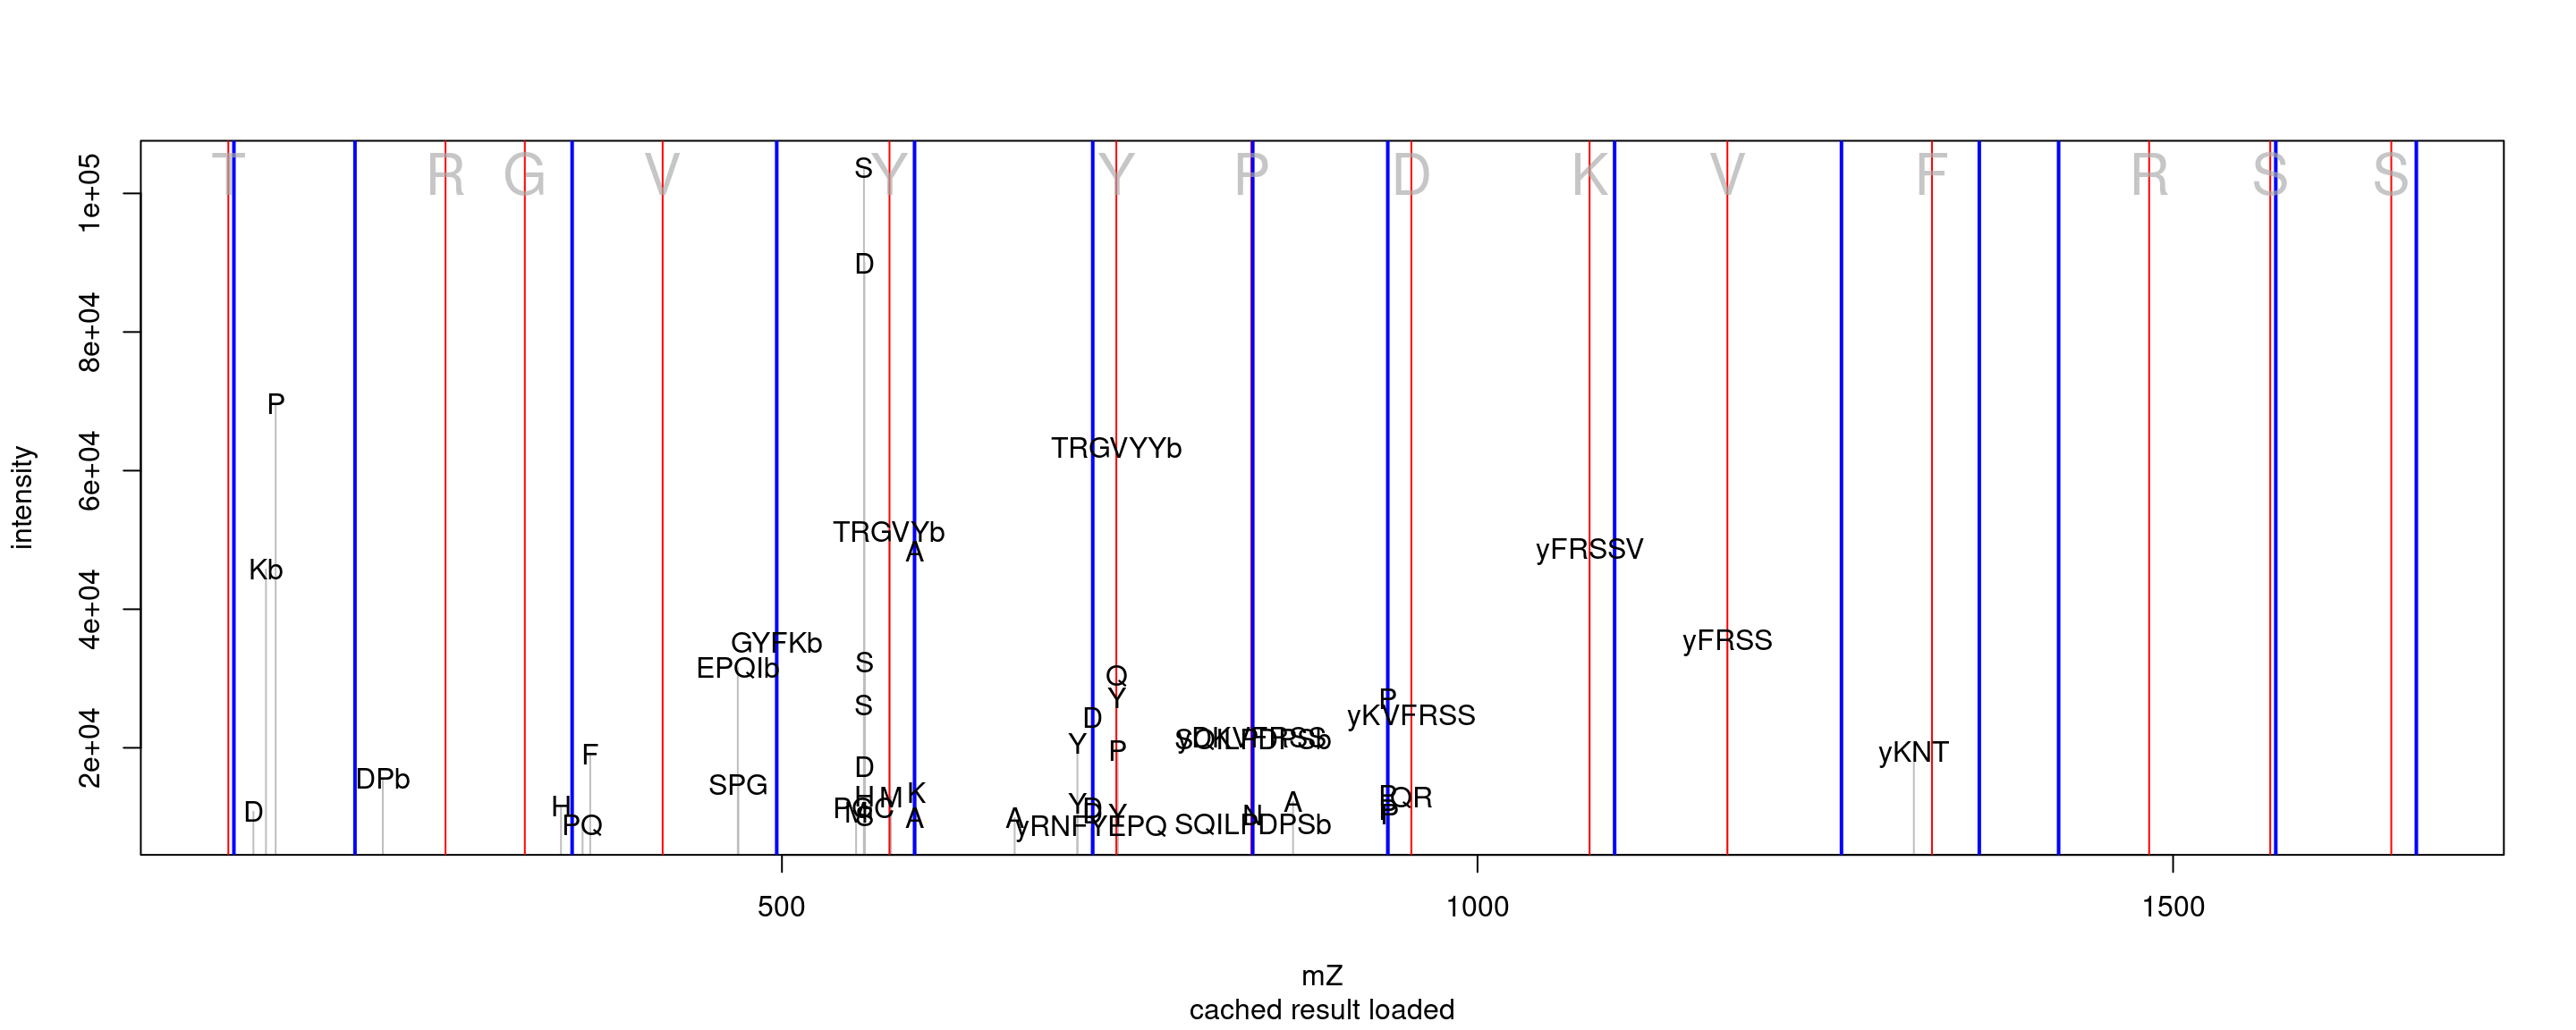 T R G V Y Y P D K V F R S S
S
D
P
TRGVYYb
TRGVYb
A
yFRSSV
Kb
GYFKb
yFRSS
EPQIb
S
Q
Y
P
S
D
yKVFRSS
Y
P
F
yKNT
D
DPb
SPG
H
M
K
A
QR
D
Y
D
Y
N
A
A
PQ
yRNFYEPQ
SQILPDPSb
1e+05
8e+04
6e+04
4e+04
2e+04
intensity
500 1000 1500
mZ
cached result loaded